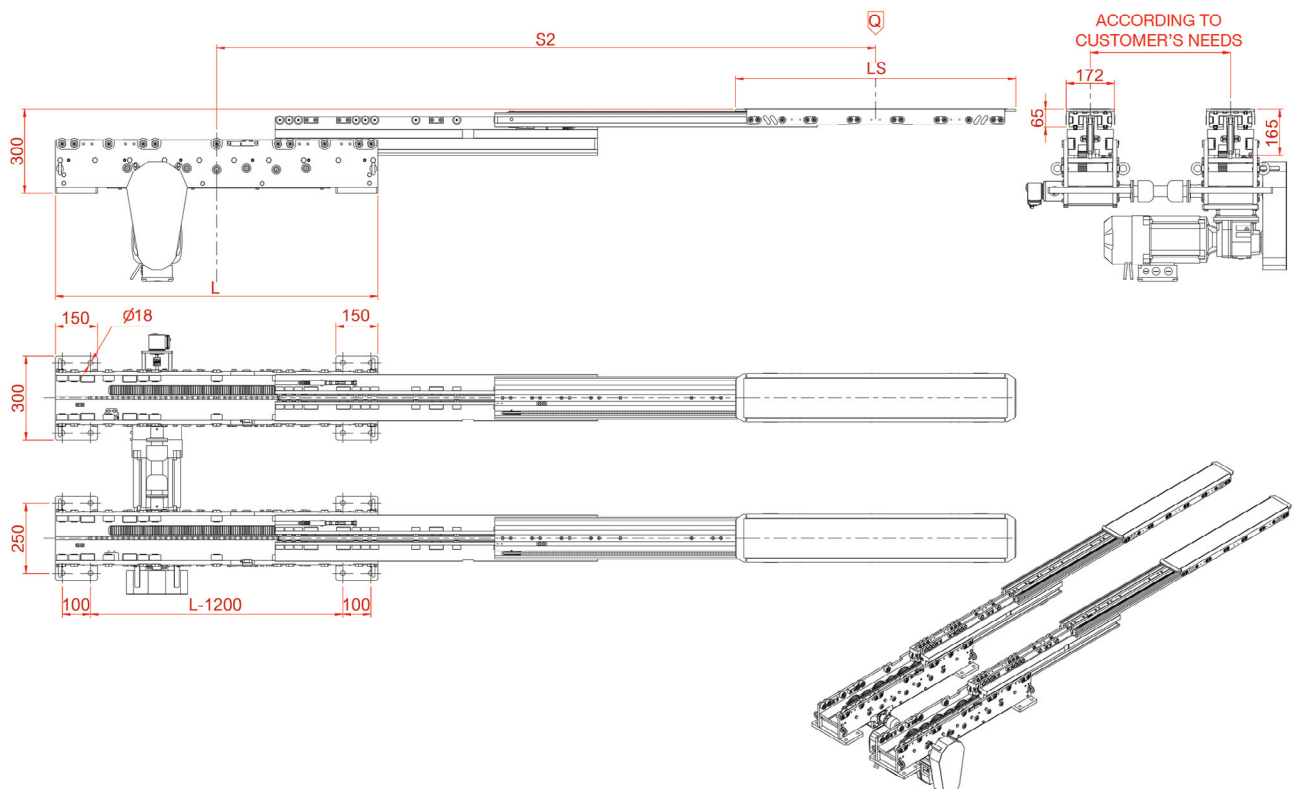 Q
ACCORDING TO
CUSTOMER'S NEEDS
S2
LS
172
65
165
300
L
150
Ø18
150
300
250
100
L-1200
100